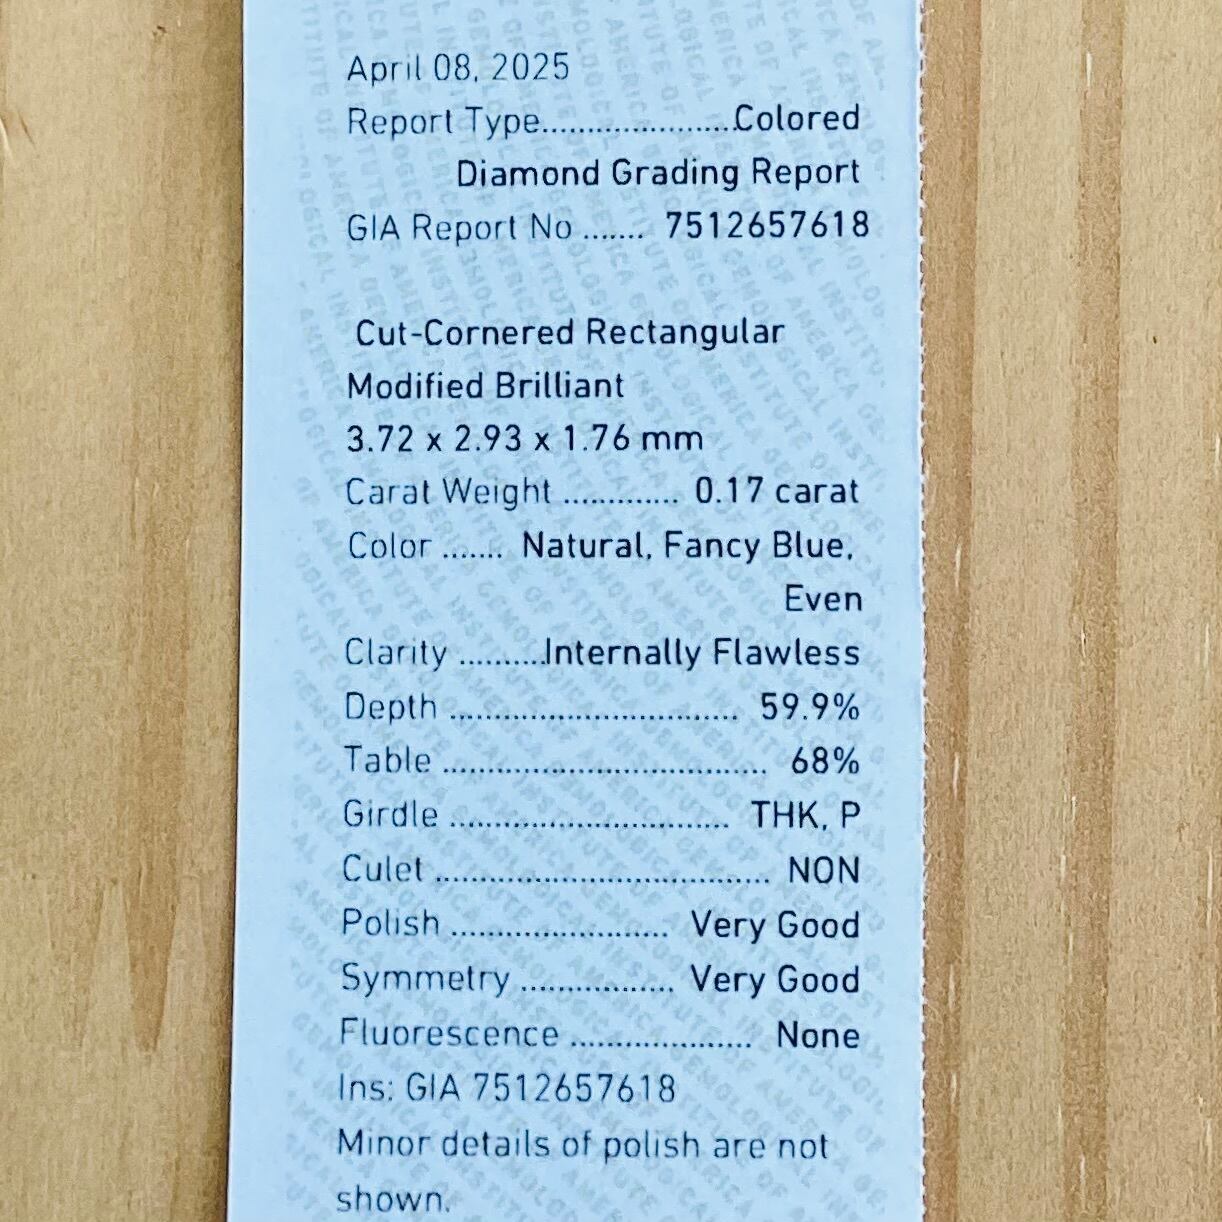 April 08, 2025
Report Type......................Colored
Diamond Grading Report
GIA Report No ....... 7512657618
Cut-Cornered Rectangular
Modified Brilliant
3.72 x 2.93 x 1.76 mm
Carat Weight ............. 0.17 carat
Color ....... Natural, Fancy Blue,
Even
Clarity ..........Internally Flawless
Depth ................................. 59.9%
Table ..................................... 68%
Girdle ................................ THK, P
Culet ...................................... NON
Polish ......................... Very Good
Symmetry ................. Very Good
Fluorescence .................... None
Ins: GIA 7512657618
Minor details of polish are not
shown.